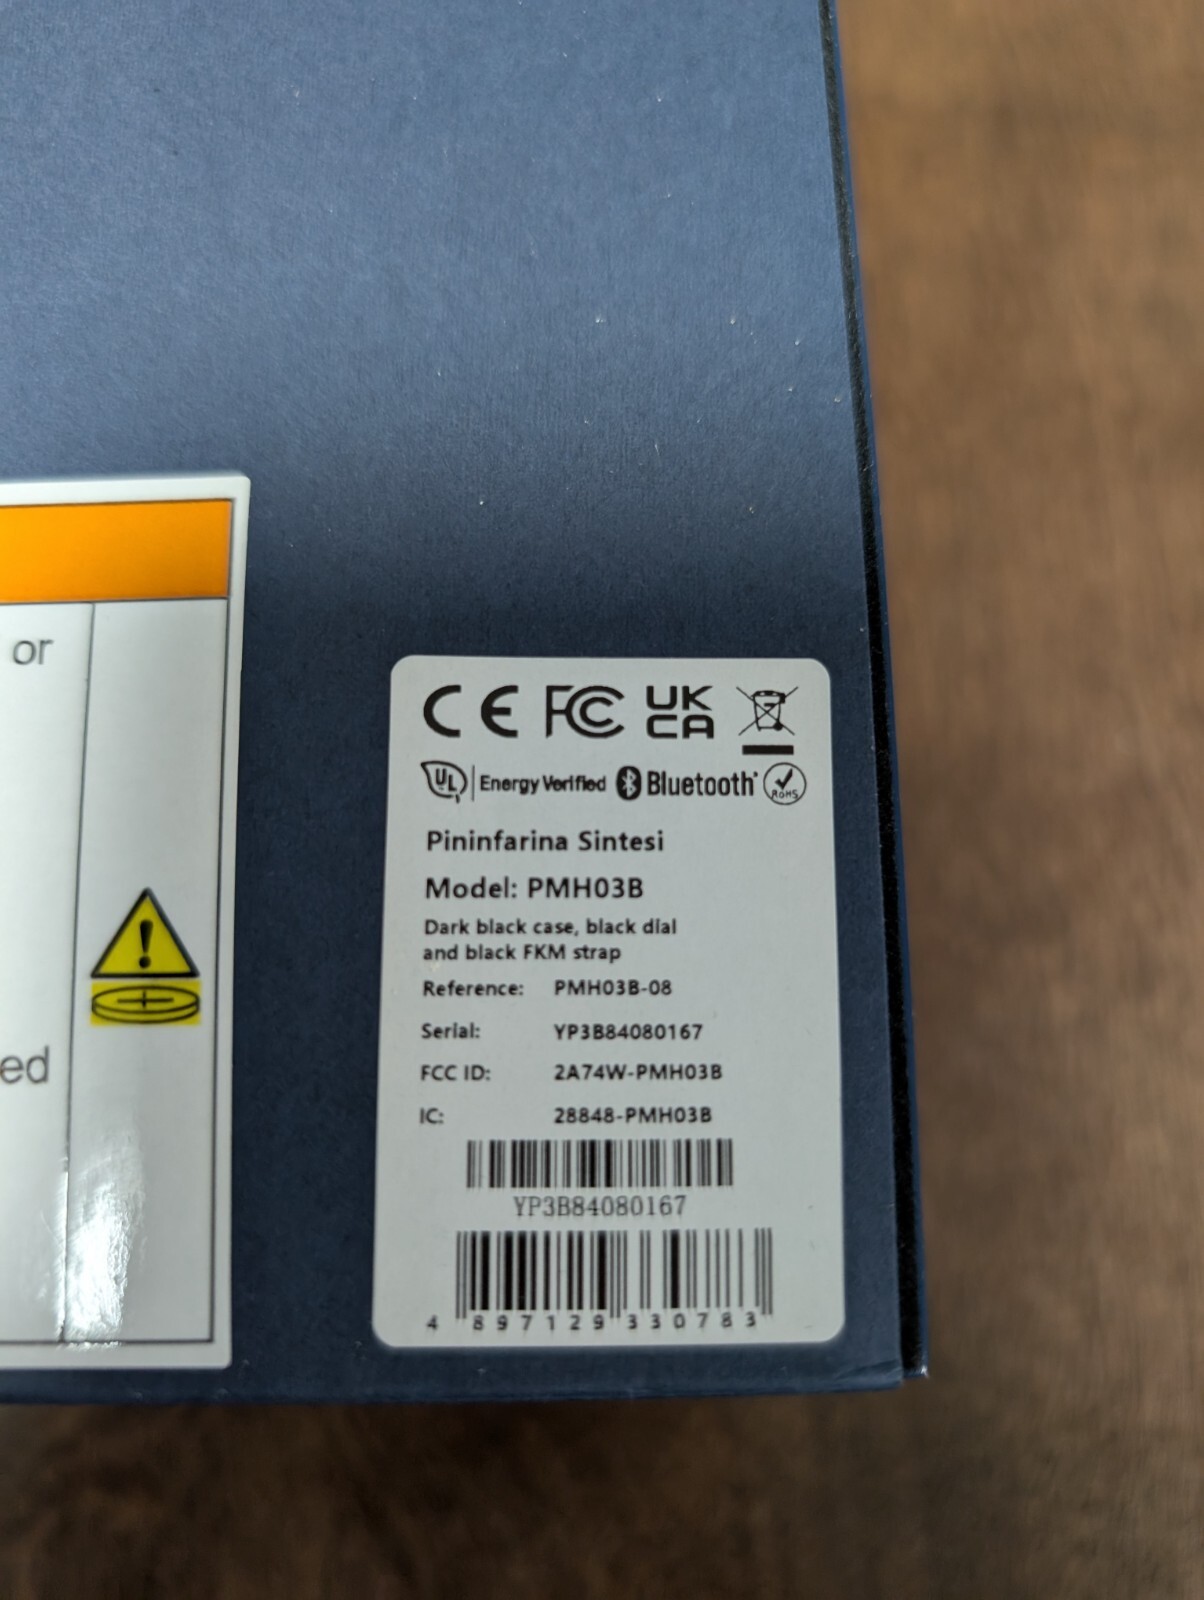 or
ed
CE FC UK
CA
UL Energy Verified Bluetooth RoHS
Pininfarina Sintesi
Model: PMH03B
Dark black case, black dial
and black FKM strap
Reference: PMH03B-08
Serial: YP3B84080167
FCC ID: 2A74W-PMH03B
IC: 28848-PMH03B
YP3B84080167
4 897129 330783